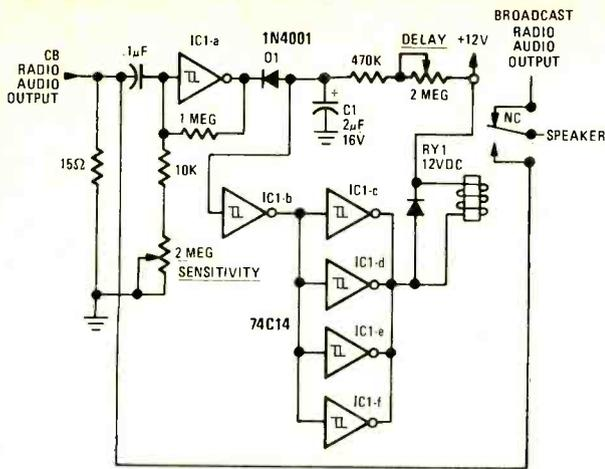 BROADCAST
RADIO
AUDIO
OUTPUT
CB
RADIO
AUDIO
OUTPUT
.1µF
IC1-a
1N4001
D1
470K
DELAY
+12V
2 MEG
1 MEG
C1
2µF
16V
+
NC
SPEAKER
RY1
12VDC
15Ω
10K
IC1-b
IC1-c
2 MEG
SENSITIVITY
IC1-d
74C14
IC1-e
IC1-f